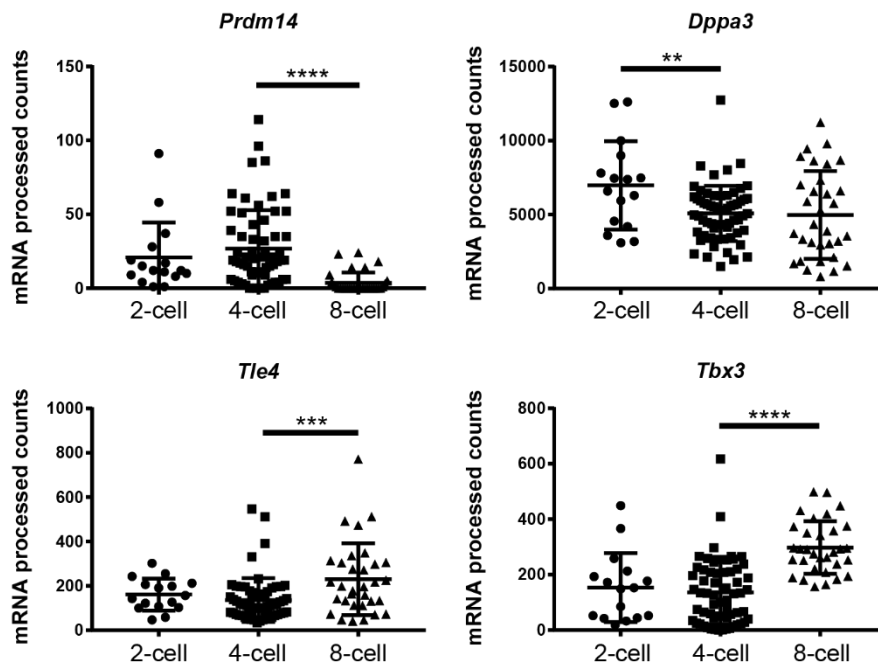 Prdm14
mRNA processed counts
150
100
50
0
****
2-cell 4-cell 8-cell
Dppa3
mRNA processed counts
15000
10000
5000
0
**
2-cell 4-cell 8-cell
Tle4
mRNA processed counts
1000
800
600
400
200
0
***
2-cell 4-cell 8-cell
Tbx3
mRNA processed counts
800
600
400
200
0
****
2-cell 4-cell 8-cell